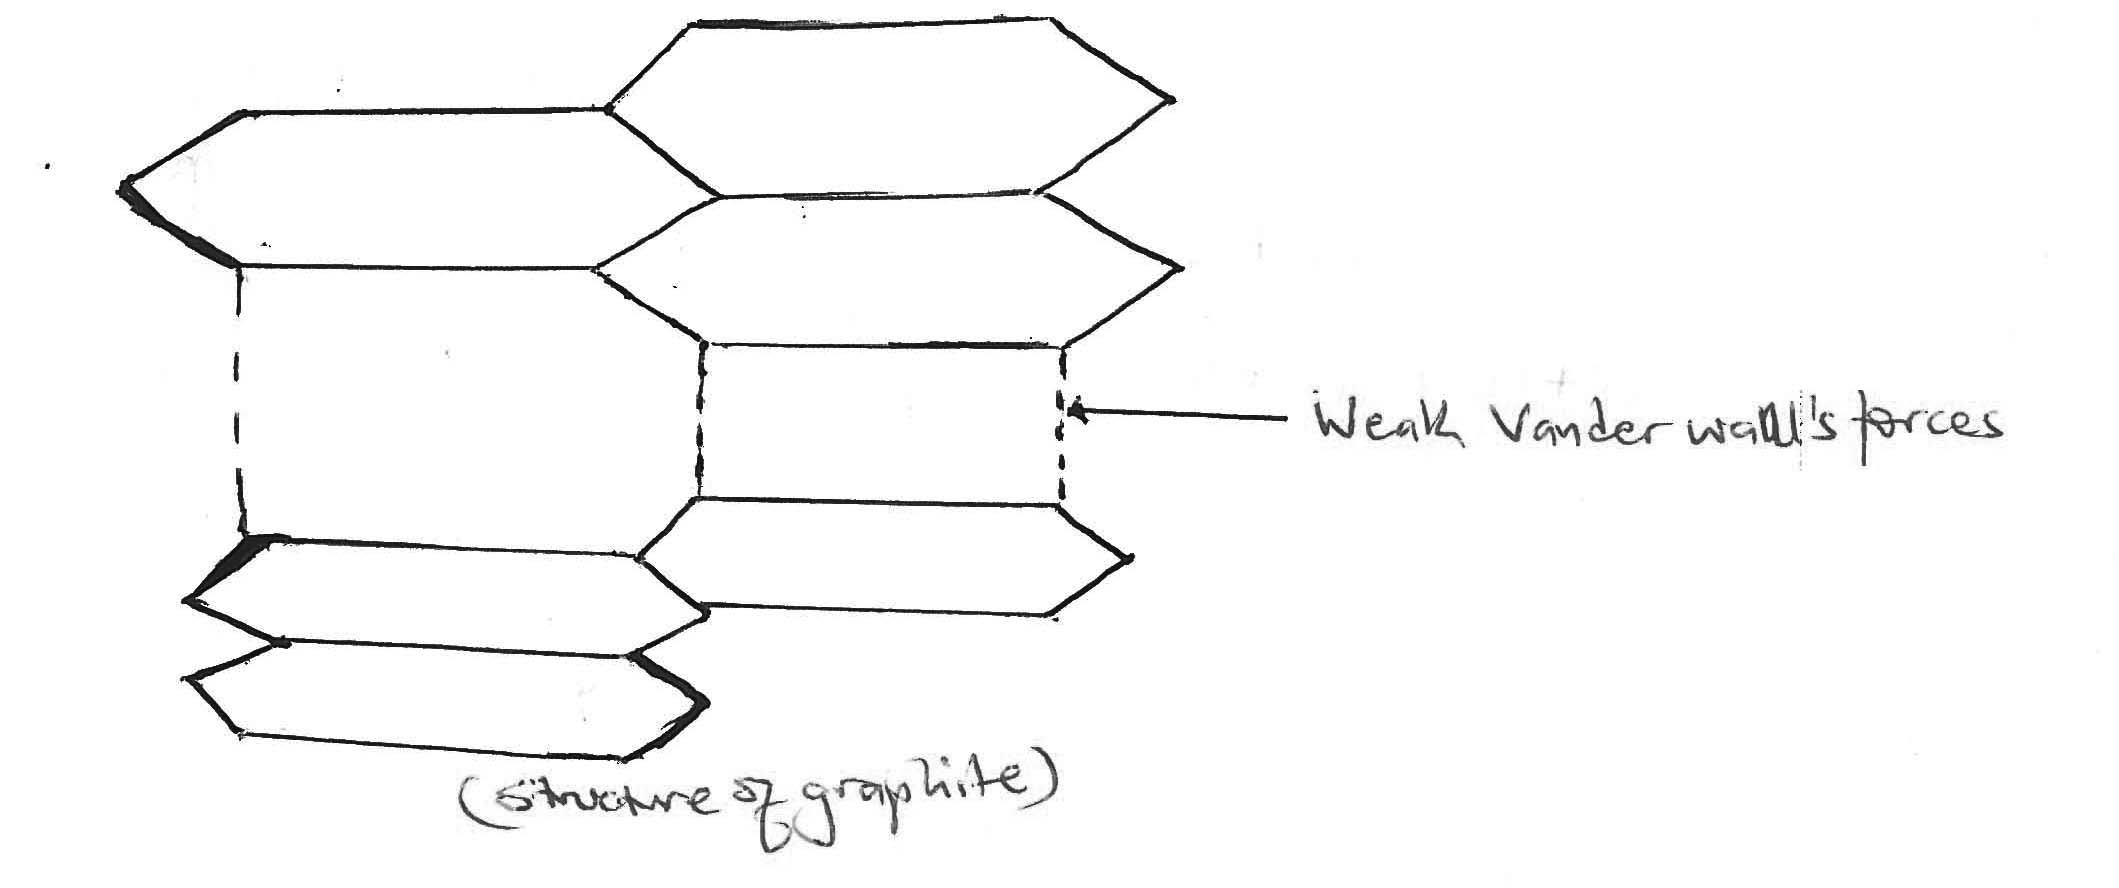 Weak Vander wall's forces
(structure of graphite)